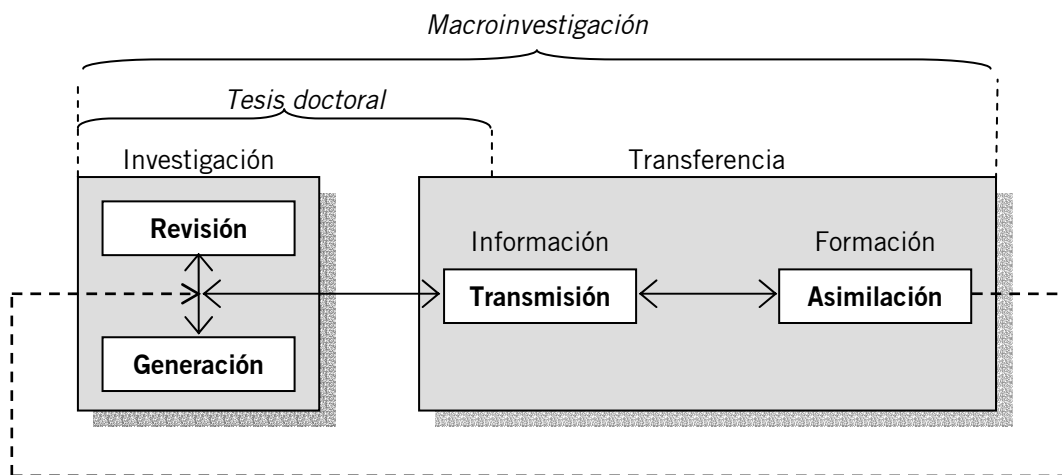 Macroinvestigación
Tesis doctoral
Investigación
Transferencia
Revisión
Información
Formación
Transmisión
Asimilación
Generación